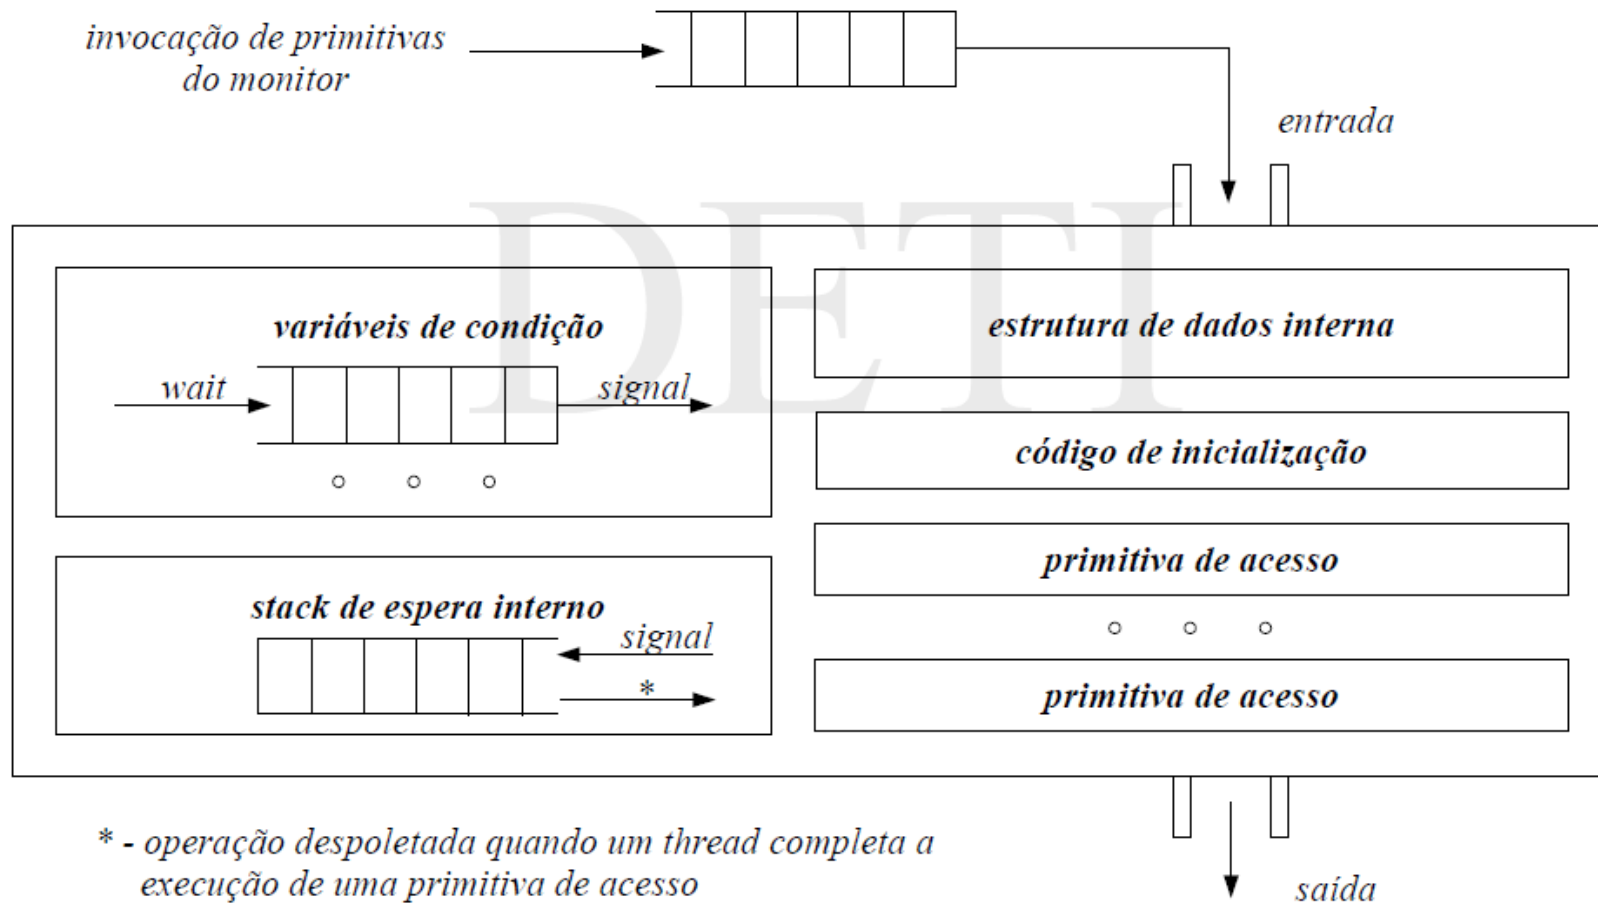 invocação de primitivas
do monitor
entrada
DETI
variáveis de condição
wait
signal
estrutura de dados interna
código de inicialização
primitiva de acesso
stack de espera interno
signal
*
primitiva de acesso
* - operação despoletada quando um thread completa a
execução de uma primitiva de acesso
saída